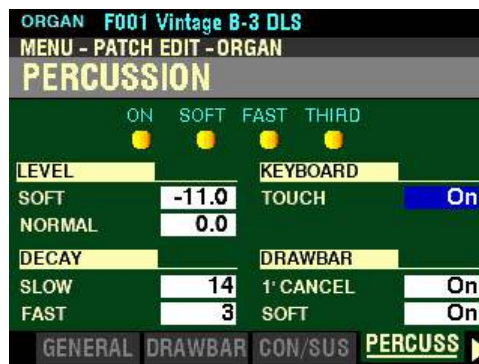 ORGAN F001 Vintage B-3 DLS
MENU - PATCH EDIT - ORGAN
PERCUSSION
ON SOFT FAST THIRD
LEVEL
SOFT -11.0
NORMAL 0.0
KEYBOARD
TOUCH On
DECAY
SLOW 14
FAST 3
DRAWBAR
1' CANCEL On
SOFT On
GENERAL DRAWBAR CON/SUS PERCUSS